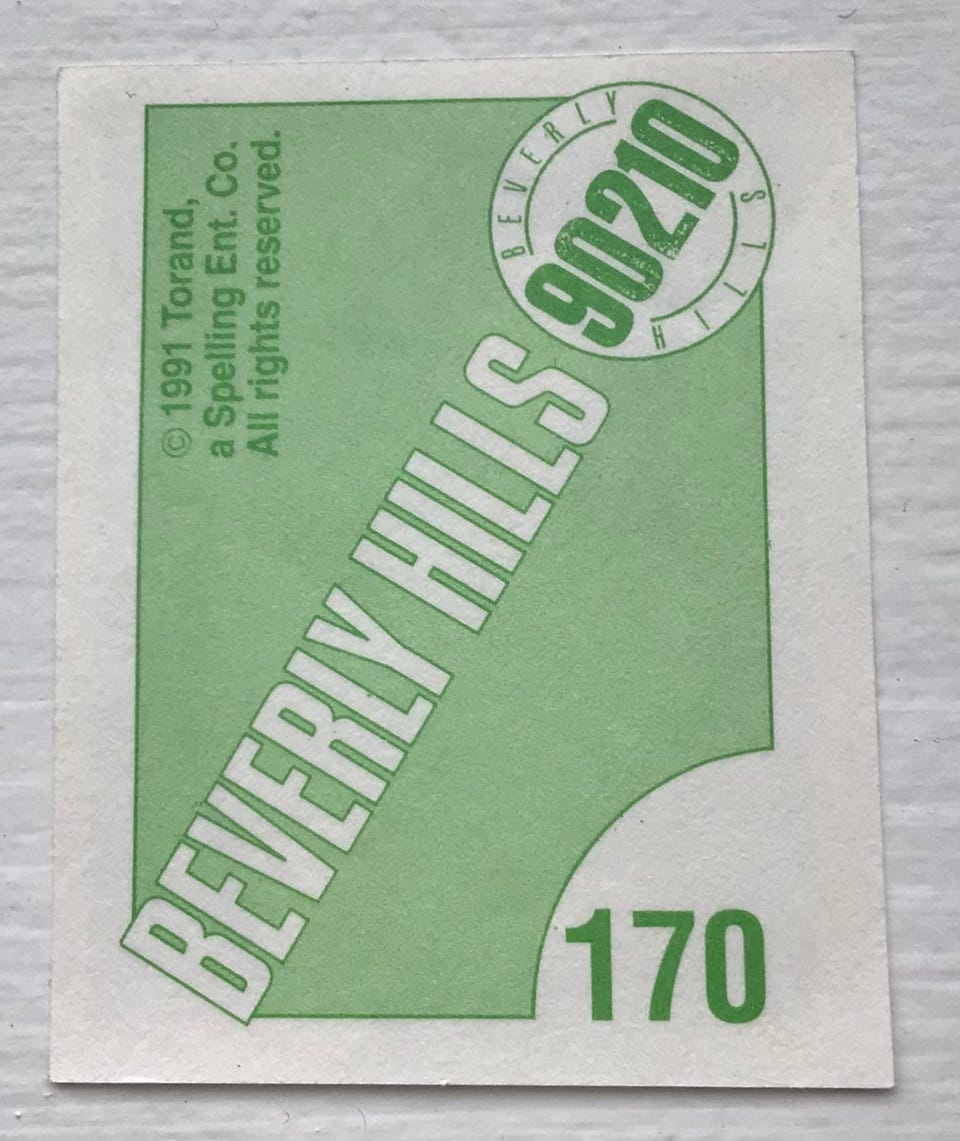 © 1991 Torand,
a Spelling Ent. Co.
All rights reserved.
BEVERLY
90210
HILLS
BEVERLY HILLS
170